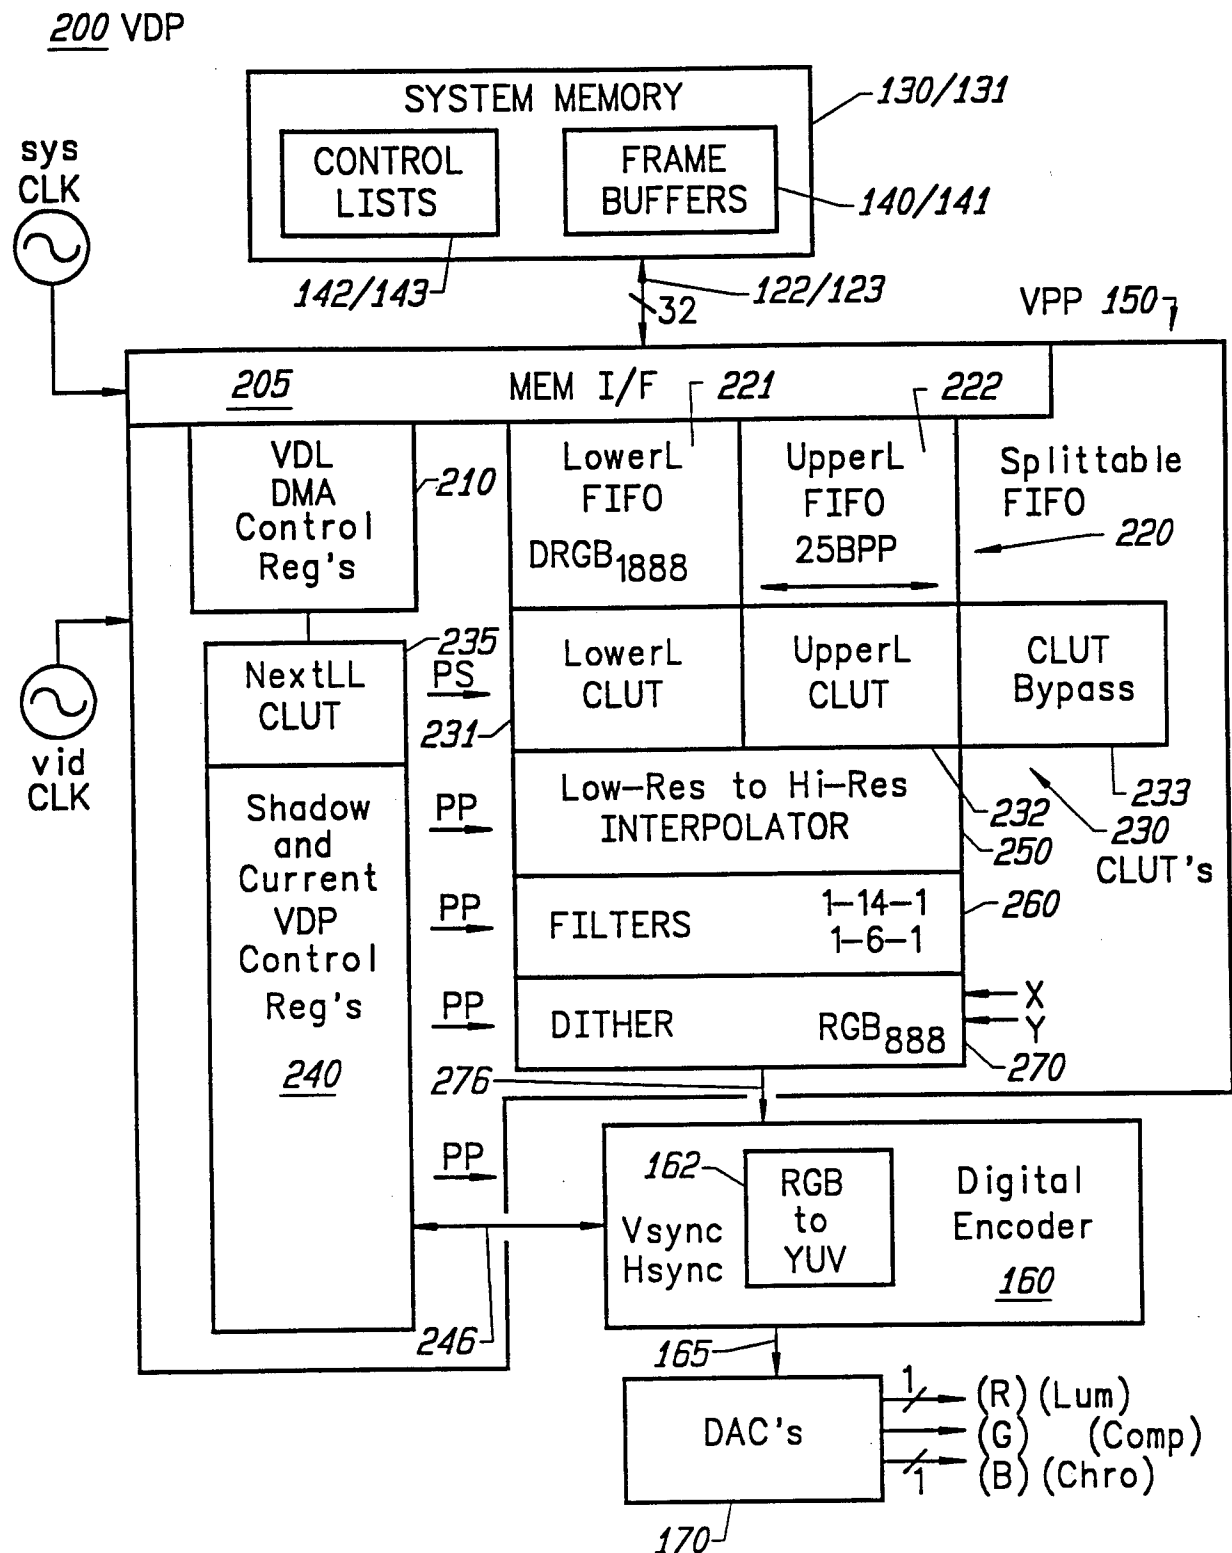 200 VDP
SYSTEM MEMORY
130/131
CONTROL
LISTS
FRAME
BUFFERS
140/141
142/143
122/123
32
sys
CLK
VPP 150
205
MEM I/F
221
222
VDL
DMA
Control
Reg's
210
LowerL
FIFO
DRGB1888
UpperL
FIFO
25BPP
Splittable
FIFO
220
235
NextLL
CLUT
PS
231
LowerL
CLUT
UpperL
CLUT
CLUT
Bypass
233
vid
CLK
Shadow
and
Current
VDP
Control
Reg's
240
PP
Low-Res to Hi-Res
INTERPOLATOR
232
250
230
CLUT's
PP
FILTERS
1-14-1
1-6-1
260
PP
DITHER
RGB888
X
Y
270
276
PP
162
RGB
to
YUV
Vsync
Hsync
Digital
Encoder
160
246
165
DAC's
170
1
(R) (Lum)
(G) (Comp)
(B) (Chro)
1